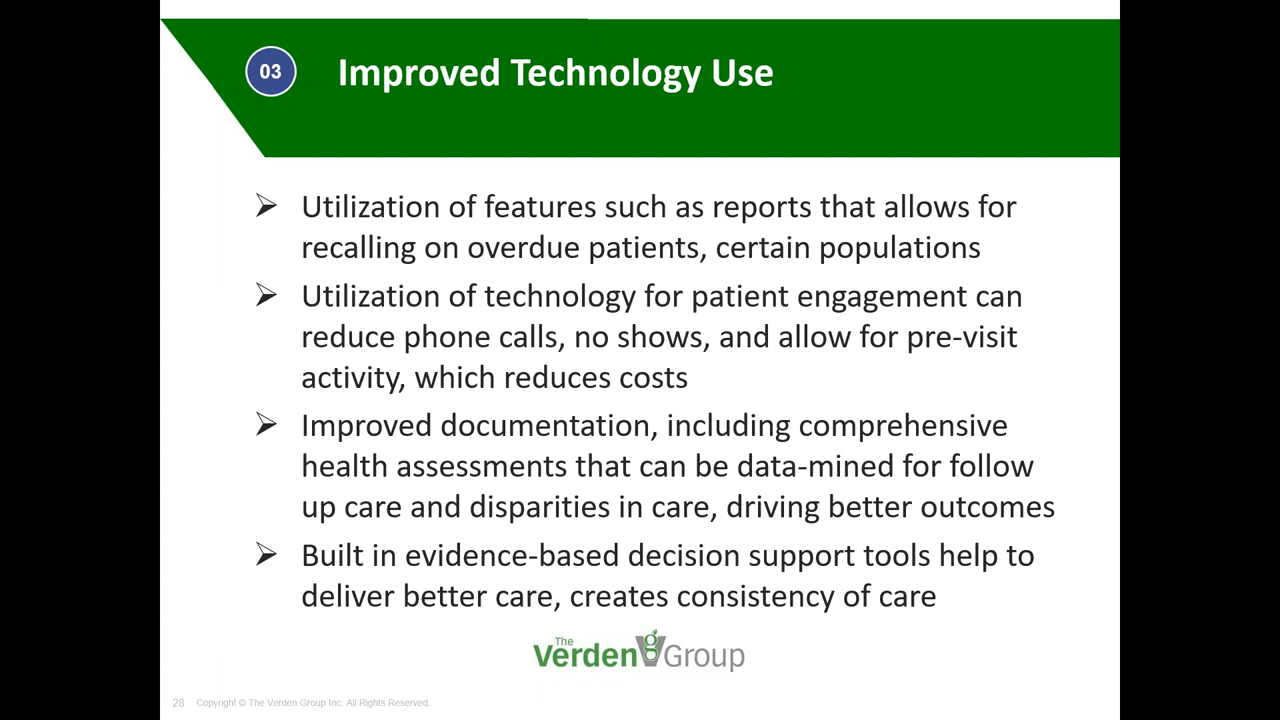 03
Improved Technology Use
➢ Utilization of features such as reports that allows for
recalling on overdue patients, certain populations
➢ Utilization of technology for patient engagement can
reduce phone calls, no shows, and allow for pre-visit
activity, which reduces costs
➢ Improved documentation, including comprehensive
health assessments that can be data-mined for follow
up care and disparities in care, driving better outcomes
➢ Built in evidence-based decision support tools help to
deliver better care, creates consistency of care
The
Verden Group
28 Copyright © The Verden Group Inc. All Rights Reserved.